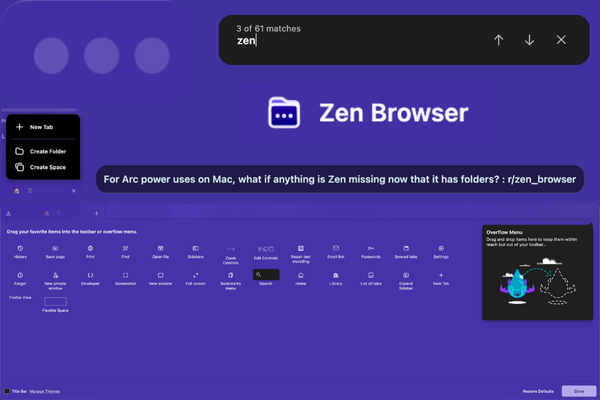 3 of 61 matches
zen
Zen Browser
New Tab
Create Folder
Create Space
For Arc power uses on Mac, what if anything is Zen missing now that it has folders? : r/zen_browser
Drag your favorite items into the toolbar or overflow menu.
History
Save page
Print
Find
Open file
Sidebars
Zoom Controls
Edit Controls
Repair text encoding
Email link
Passwords
Synced tabs
Settings
Forget
New private window
Developer
Screenshot
New window
Full screen
Bookmarks menu
Search
Home
Library
List all tabs
Expand Sidebar
New Tab
Firefox View
Flexible Space
Overflow Menu
Drag and drop items here to keep them within reach but out of your toolbar...
Title Bar
Manage Themes
Restore Defaults
Done